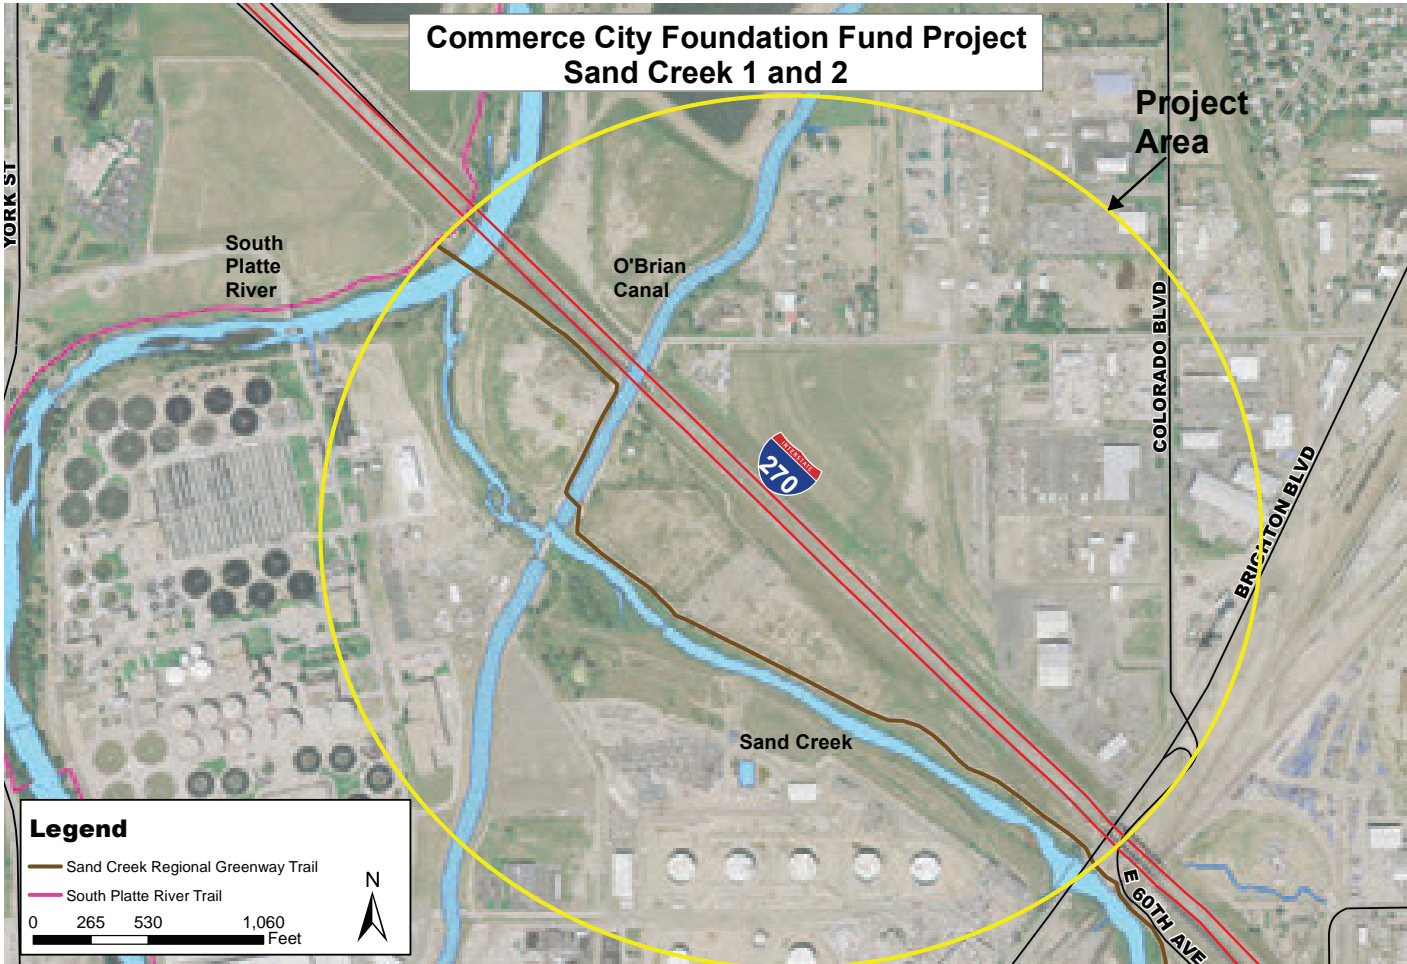 Commerce City Foundation Fund Project
Sand Creek 1 and 2
Project
Area
YORK ST
South
Platte
River
O'Brian
Canal
COLORADO BLVD
INTERSTATE
270
BRIGHTON BLVD
Sand Creek
E 60TH AVE
Legend
Sand Creek Regional Greenway Trail
South Platte River Trail
N
0 265 530 1,060
Feet